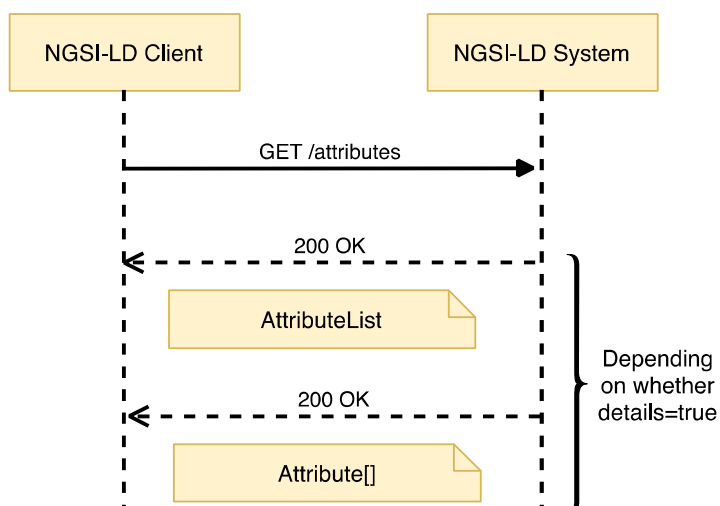 NGSI-LD Client
NGSI-LD System
GET /attributes
200 OK
AttributeList
Depending
on whether
details=true
200 OK
Attribute[]